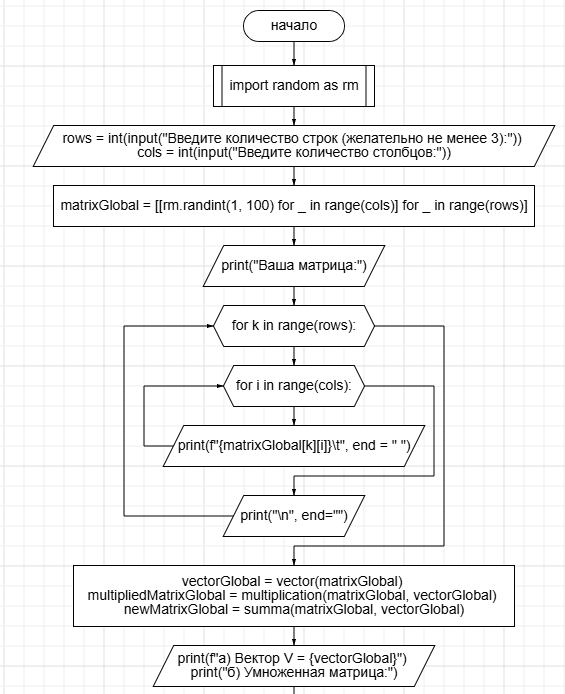 начало
import random as rm
rows = int(input("Введите количество строк (желательно не менее 3):"))
cols = int(input("Введите количество столбцов:"))
matrixGlobal = [[rm.randint(1, 100) for _ in range(cols)] for _ in range(rows)]
print("Ваша матрица:")
for k in range(rows):
for i in range(cols):
print(f"{matrixGlobal[k][i]}\t", end = " ")
print("\n", end="")
vectorGlobal = vector(matrixGlobal)
multipliedMatrixGlobal = multiplication(matrixGlobal, vectorGlobal)
newMatrixGlobal = summa(matrixGlobal, vectorGlobal)
print(f"а) Вектор V = {vectorGlobal}")
print("б) Умноженная матрица:")